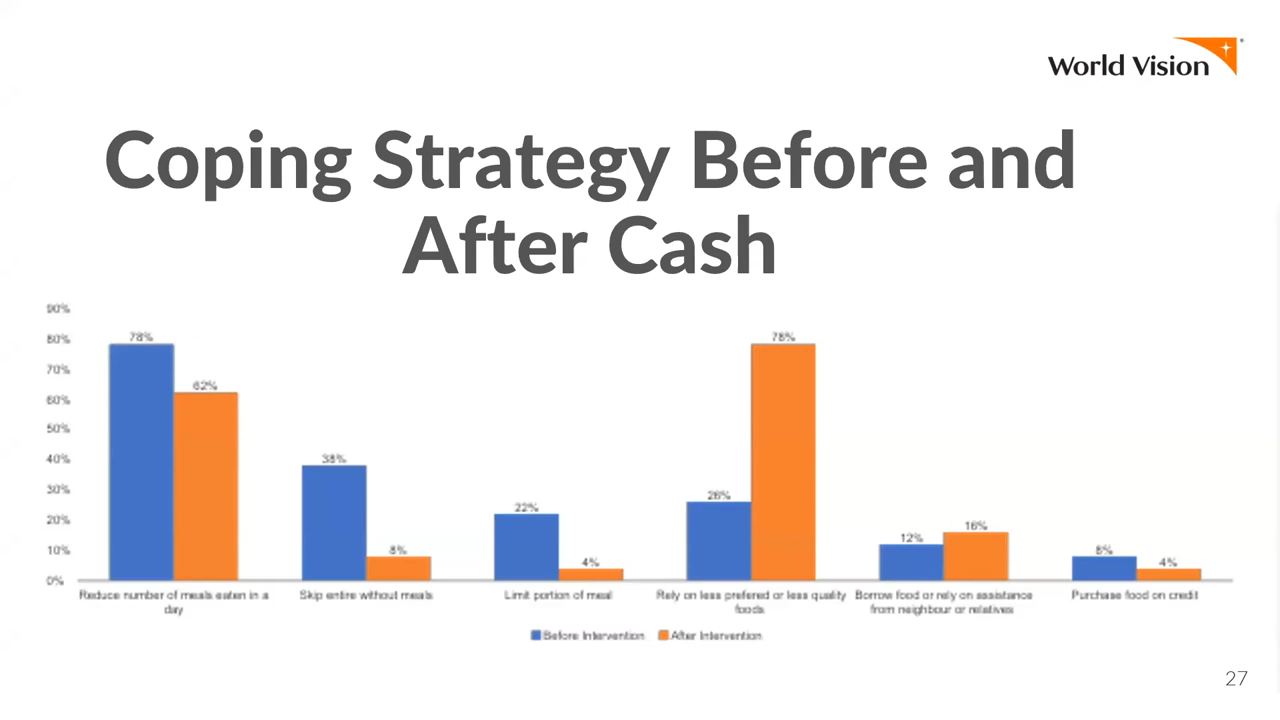 World Vision
Coping Strategy Before and
After Cash
90%
80%
70%
60%
50%
40%
30%
20%
10%
0%
78%
62%
38%
8%
22%
4%
26%
78%
12%
16%
8%
4%
Reduce number of meals eaten in a
day
Skip entire without meals
Limit portion of meal
Rely on less prefered or less quality
foods
Borrow food or rely on assistance
from neighbour or relatives
Purchase food on credit
Before Intervention
After Intervention
27